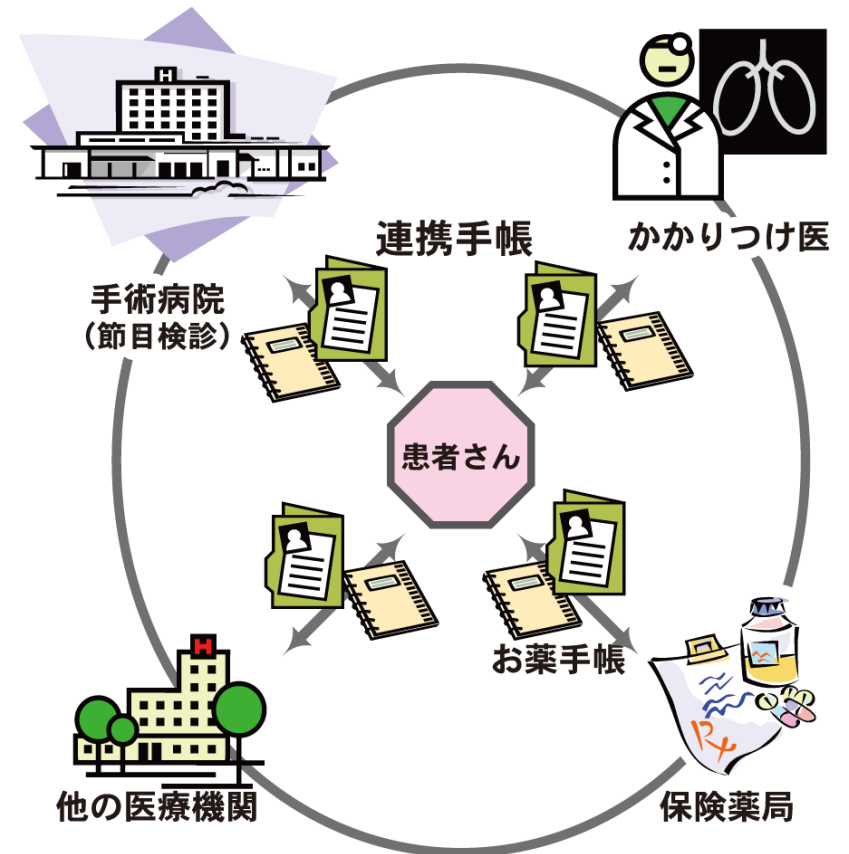 H
連携手帳
かかりつけ医
手術病院
（節目検診）
患者さん
お薬手帳
H
Rx
他の医療機関
保険薬局